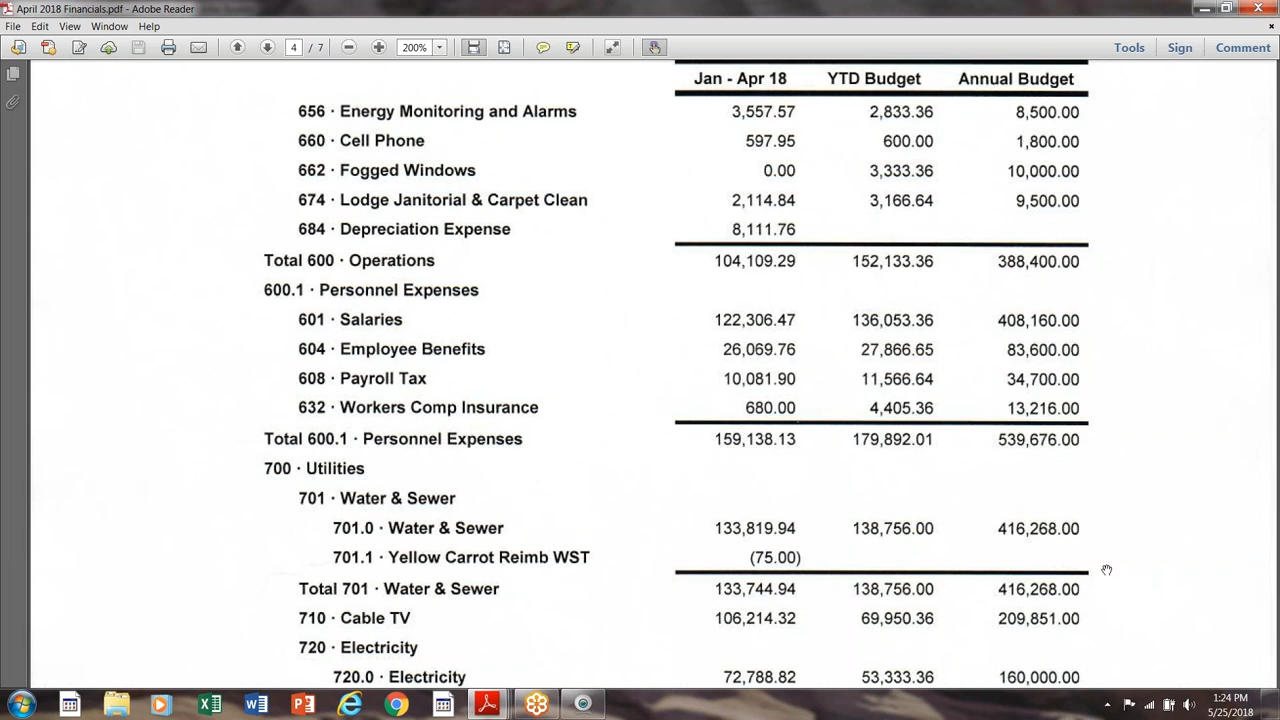 April 2018 Financials.pdf - Adobe Reader
File Edit View Window Help
4 / 7 200% Tools Sign Comment
Jan - Apr 18 YTD Budget Annual Budget
656 · Energy Monitoring and Alarms 3,557.57 2,833.36 8,500.00
660 · Cell Phone 597.95 600.00 1,800.00
662 · Fogged Windows 0.00 3,333.36 10,000.00
674 · Lodge Janitorial & Carpet Clean 2,114.84 3,166.64 9,500.00
684 · Depreciation Expense 8,111.76
Total 600 · Operations 104,109.29 152,133.36 388,400.00
600.1 · Personnel Expenses
601 · Salaries 122,306.47 136,053.36 408,160.00
604 · Employee Benefits 26,069.76 27,866.65 83,600.00
608 · Payroll Tax 10,081.90 11,566.64 34,700.00
632 · Workers Comp Insurance 680.00 4,405.36 13,216.00
Total 600.1 · Personnel Expenses 159,138.13 179,892.01 539,676.00
700 · Utilities
701 · Water & Sewer
701.0 · Water & Sewer 133,819.94 138,756.00 416,268.00
701.1 · Yellow Carrot Reimb WST (75.00)
Total 701 · Water & Sewer 133,744.94 138,756.00 416,268.00
710 · Cable TV 106,214.32 69,950.36 209,851.00
720 · Electricity
720.0 · Electricity 72,788.82 53,333.36 160,000.00
1:24 PM
5/25/2018